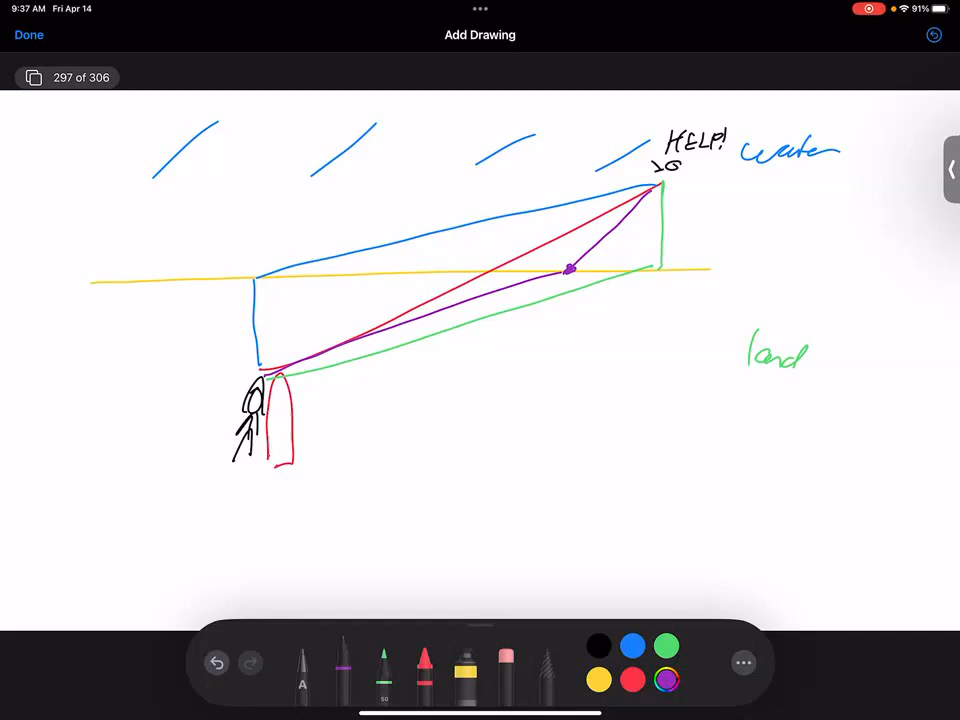 9:37 AM Fri Apr 14
91%
Done
Add Drawing
297 of 306
HELP!
water
land
A
50